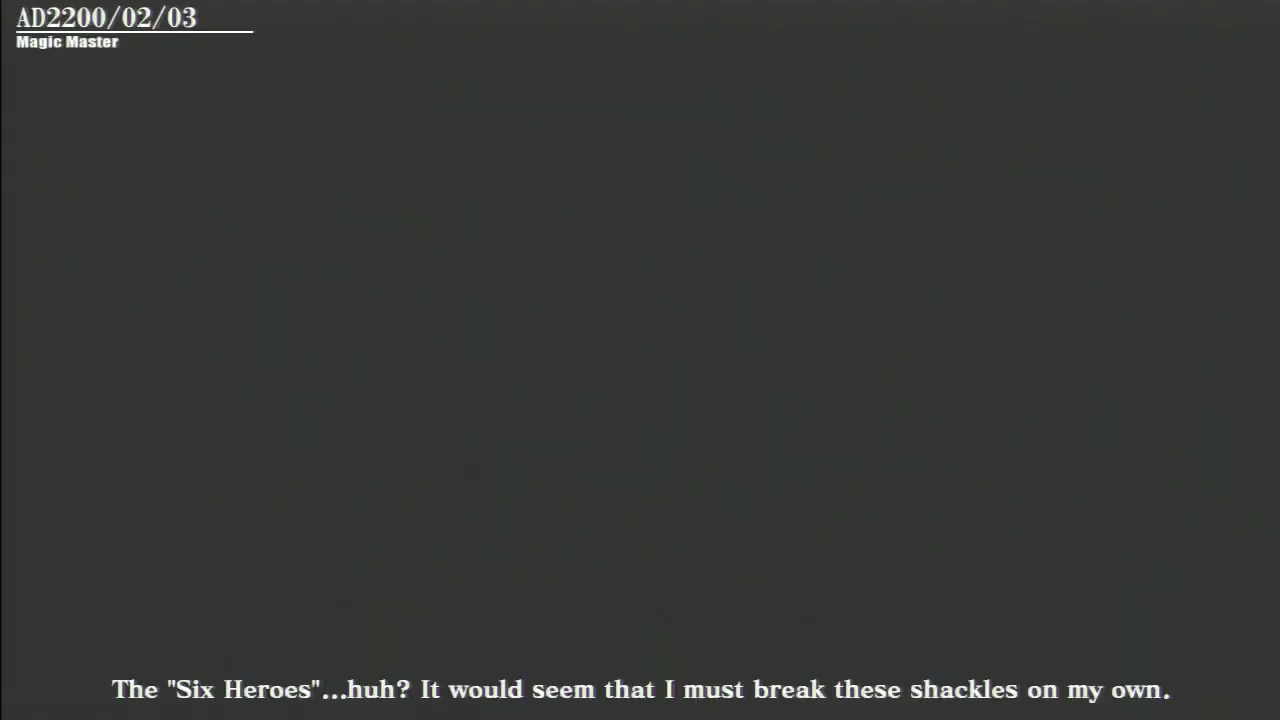 AD2200/02/03
Magic Master
The "Six Heroes"...huh? It would seem that I must break these shackles on my own.